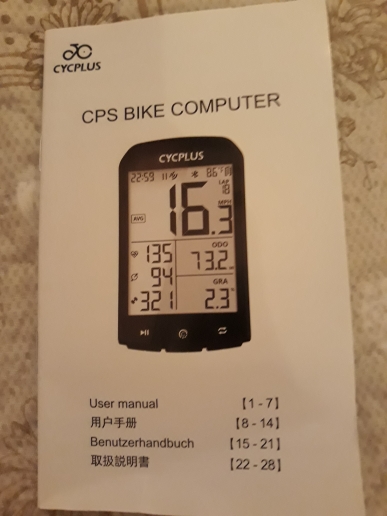 CYCPLUS
CPS BIKE COMPUTER
CYCPLUS
22:59
LAP
18
MPH
16.3
AVG
135
ODO
73.2
94
GRA
321
2.3
User manual 【1 - 7】
用户手册 【8 - 14】
Benutzerhandbuch 【15 - 21】
取扱説明書 【22 - 28】